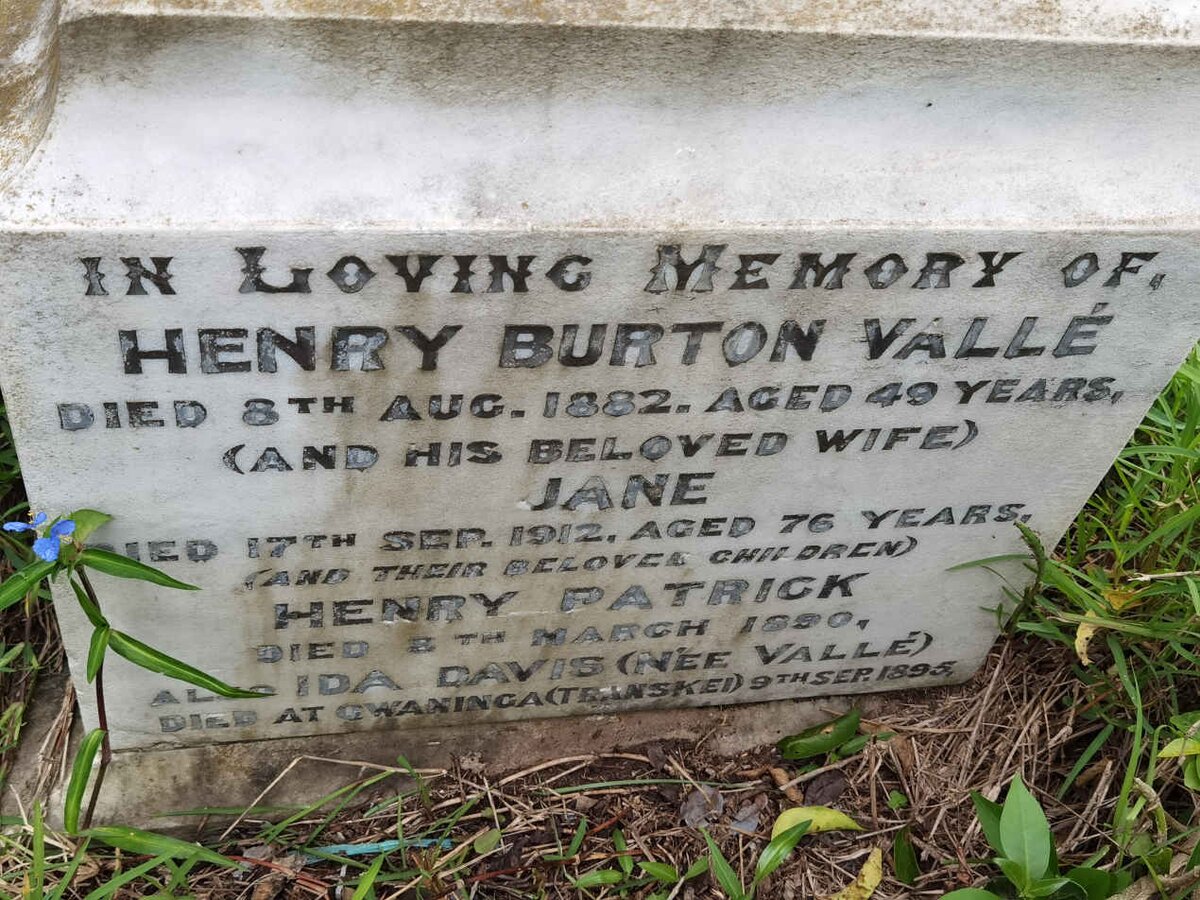 IN LOVING MEMORY OF,
HENRY BURTON VALLÉ
DIED 8TH AUG. 1882. AGED 49 YEARS,
(AND HIS BELOVED WIFE)
JANE
DIED 17TH SEP. 1912, AGED 76 YEARS,
(AND THEIR BELOVED CHILDREN)
HENRY PATRICK
DIED TH MARCH 1890,
ALSO IDA DAVIS (NÉE VALLÉ)
DIED AT QWANINGA (TRANSKEI) 9TH SEP. 1895,